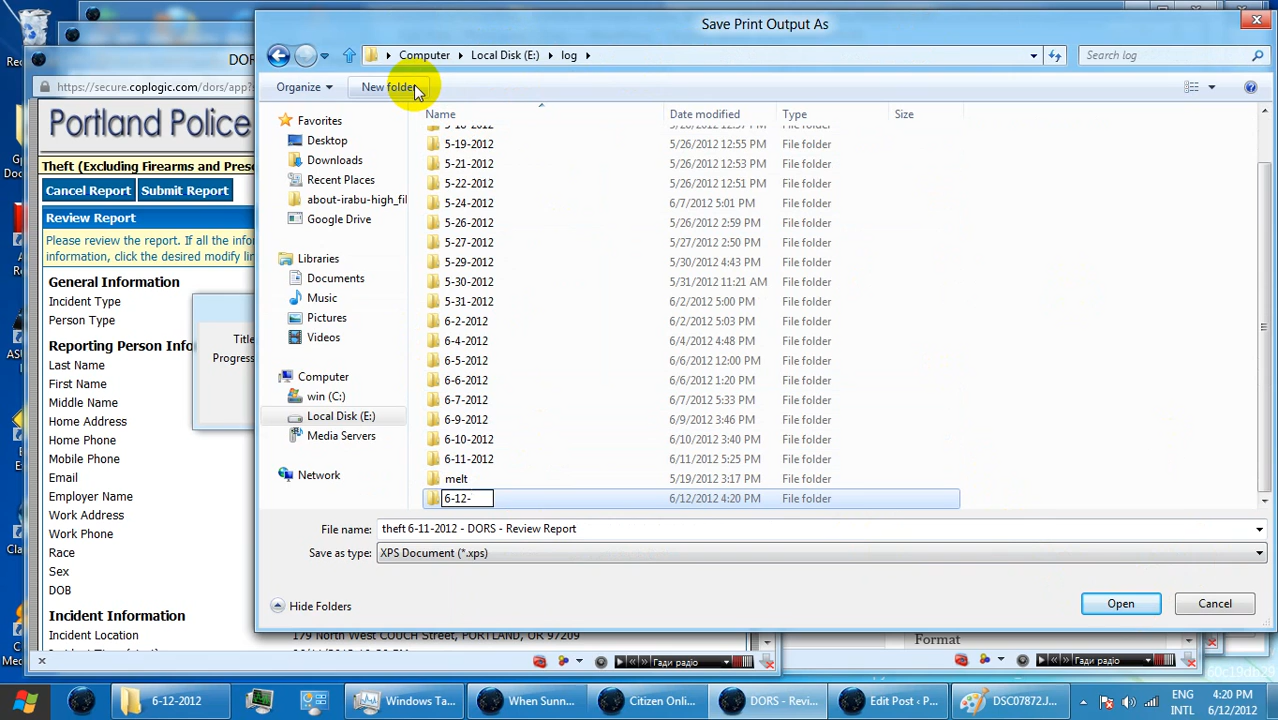 Save Print Output As
Computer Local Disk (E:) log
Search log
Organize
New folder
Name
Date modified
Type
Size
Favorites
Desktop
Downloads
Recent Places
about-irabu-high_fil
Google Drive
Libraries
Documents
Music
Pictures
Videos
Computer
win (C:)
Local Disk (E:)
Media Servers
Network
5-19-2012 5/26/2012 12:55 PM File folder
5-21-2012 5/26/2012 12:53 PM File folder
5-22-2012 5/26/2012 12:51 PM File folder
5-24-2012 6/7/2012 5:01 PM File folder
5-26-2012 5/26/2012 2:59 PM File folder
5-27-2012 5/27/2012 2:50 PM File folder
5-29-2012 5/30/2012 4:43 PM File folder
5-30-2012 5/31/2012 11:21 AM File folder
5-31-2012 6/2/2012 5:00 PM File folder
6-2-2012 6/2/2012 5:03 PM File folder
6-4-2012 6/4/2012 4:48 PM File folder
6-5-2012 6/6/2012 12:00 PM File folder
6-6-2012 6/6/2012 1:20 PM File folder
6-7-2012 6/7/2012 5:33 PM File folder
6-9-2012 6/9/2012 3:46 PM File folder
6-10-2012 6/10/2012 3:40 PM File folder
6-11-2012 6/11/2012 5:25 PM File folder
melt 5/19/2012 3:17 PM File folder
6-12- 6/12/2012 4:20 PM File folder
File name: theft 6-11-2012 - DORS - Review Report
Save as type: XPS Document (*.xps)
Hide Folders
Open
Cancel
DO
https://secure.coplogic.com/dors/app?
Portland Police
Theft (Excluding Firearms and Pres
Cancel Report
Submit Report
Review Report
Please review the report. If all the info
information, click the desired modify lin
General Information
Incident Type
Person Type
Reporting Person Info
Last Name
First Name
Middle Name
Home Address
Home Phone
Mobile Phone
Email
Employer Name
Work Address
Race
Sex
DOB
Incident Information
Incident Location 179 North West COUCH Street, PORTLAND, OR 97209
Title
Progress
Format
Гади радіо
Гади радіо
6-12-2012
Windows Ta...
When Sunn...
Citizen Onlin...
DORS - Revi...
Edit Post ‹ P...
DSC07872.J...
ENG
INTL
4:20 PM
6/12/2012